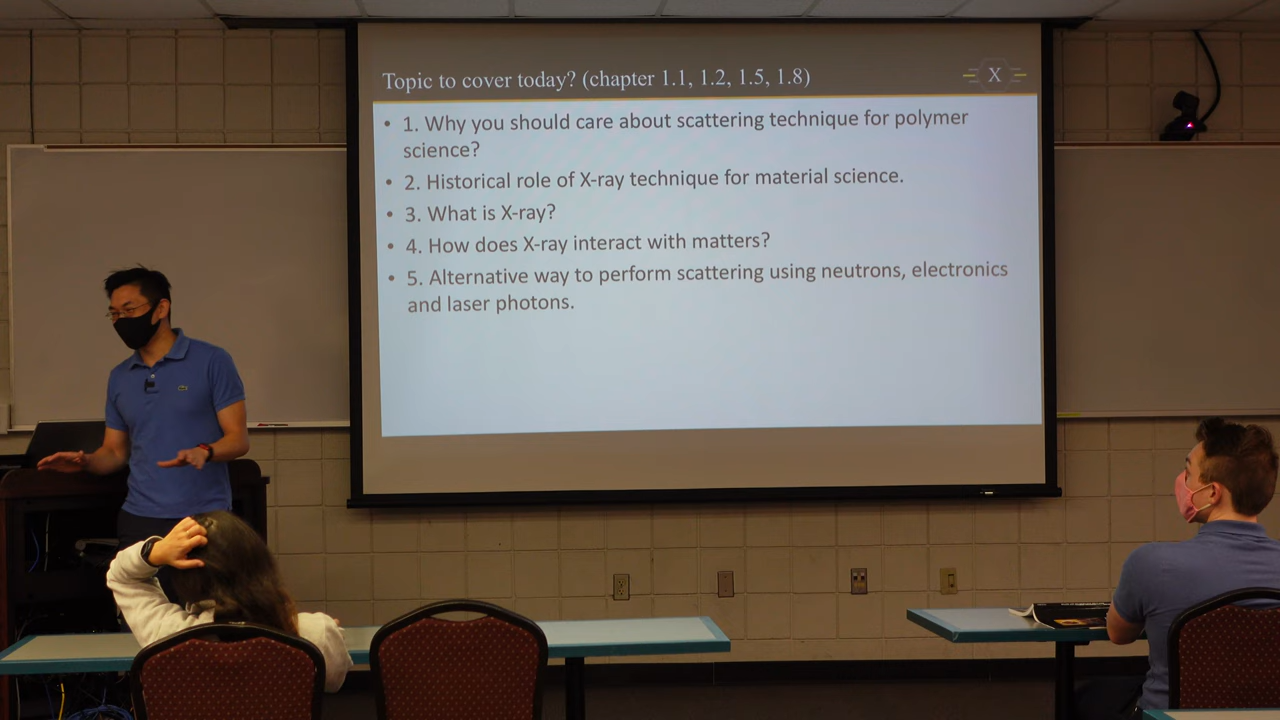 Topic to cover today? (chapter 1.1, 1.2, 1.5, 1.8)
X
• 1. Why you should care about scattering technique for polymer
science?
• 2. Historical role of X-ray technique for material science.
• 3. What is X-ray?
• 4. How does X-ray interact with matters?
• 5. Alternative way to perform scattering using neutrons, electronics
and laser photons.